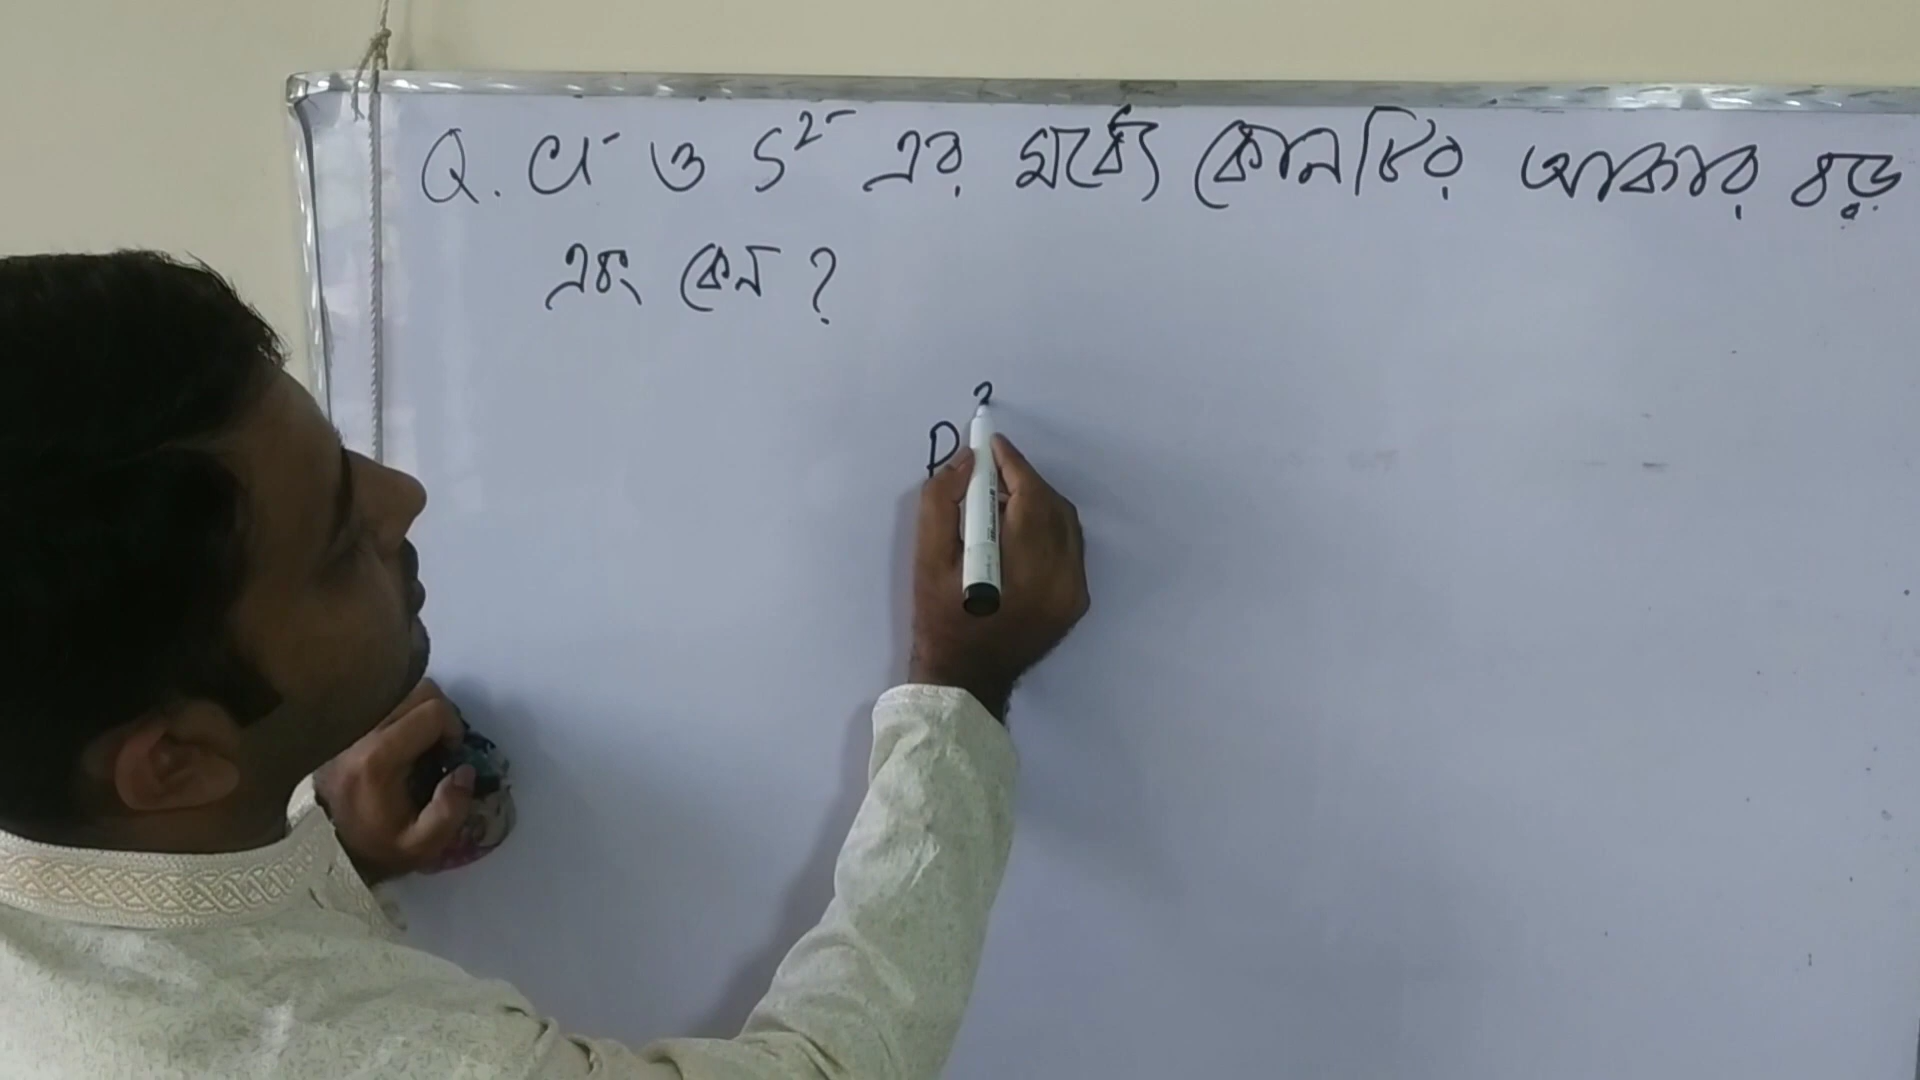 Q. Cl⁻ ও S²⁻ এর মধ্যে কোনটির আকার বড়
এবং কেন ?
P